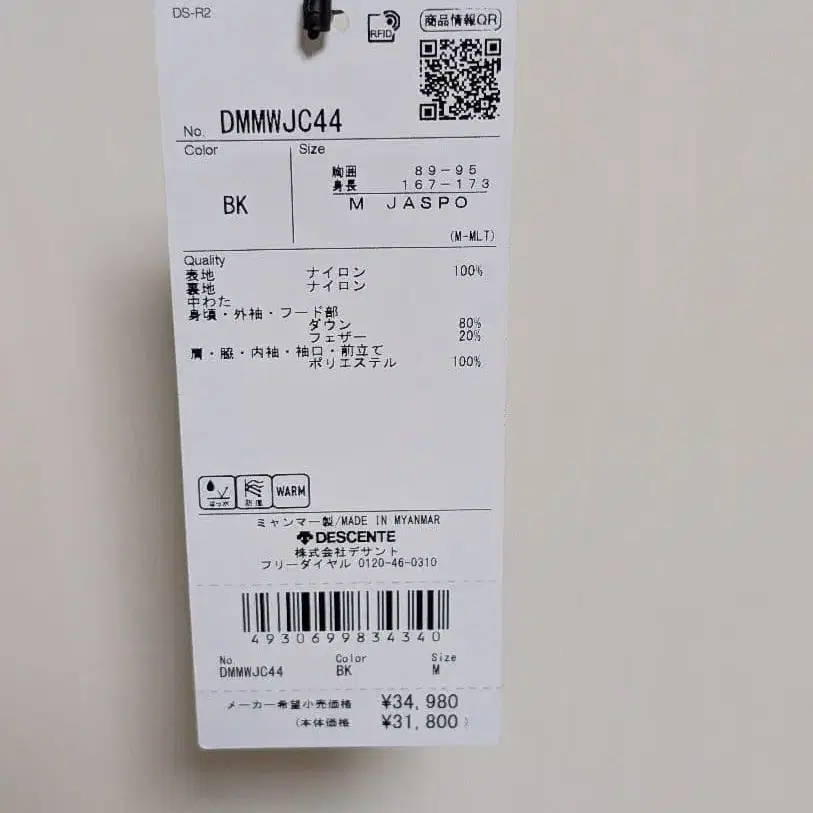 DS-R2
RFID
商品情報QR
No. DMMWJC44
Color
Size
胸囲 89-95
身長 167-173
BK
M JASPO
(M-MLT)
Quality
表地 ナイロン 100%
裏地 ナイロン
中わた
身頃・外袖・フード部
ダウン 80%
フェザー 20%
肩・脇・内袖・袖口・前立て
ポリエステル 100%
はっ水 防風 WARM
ミャンマー製/MADE IN MYANMAR
DESCENTE
株式会社デサント
フリーダイヤル 0120-46-0310
4930699834340
No. Color Size
DMMWJC44 BK M
メーカー希望小売価格 ¥34,980
(本体価格 ¥31,800)